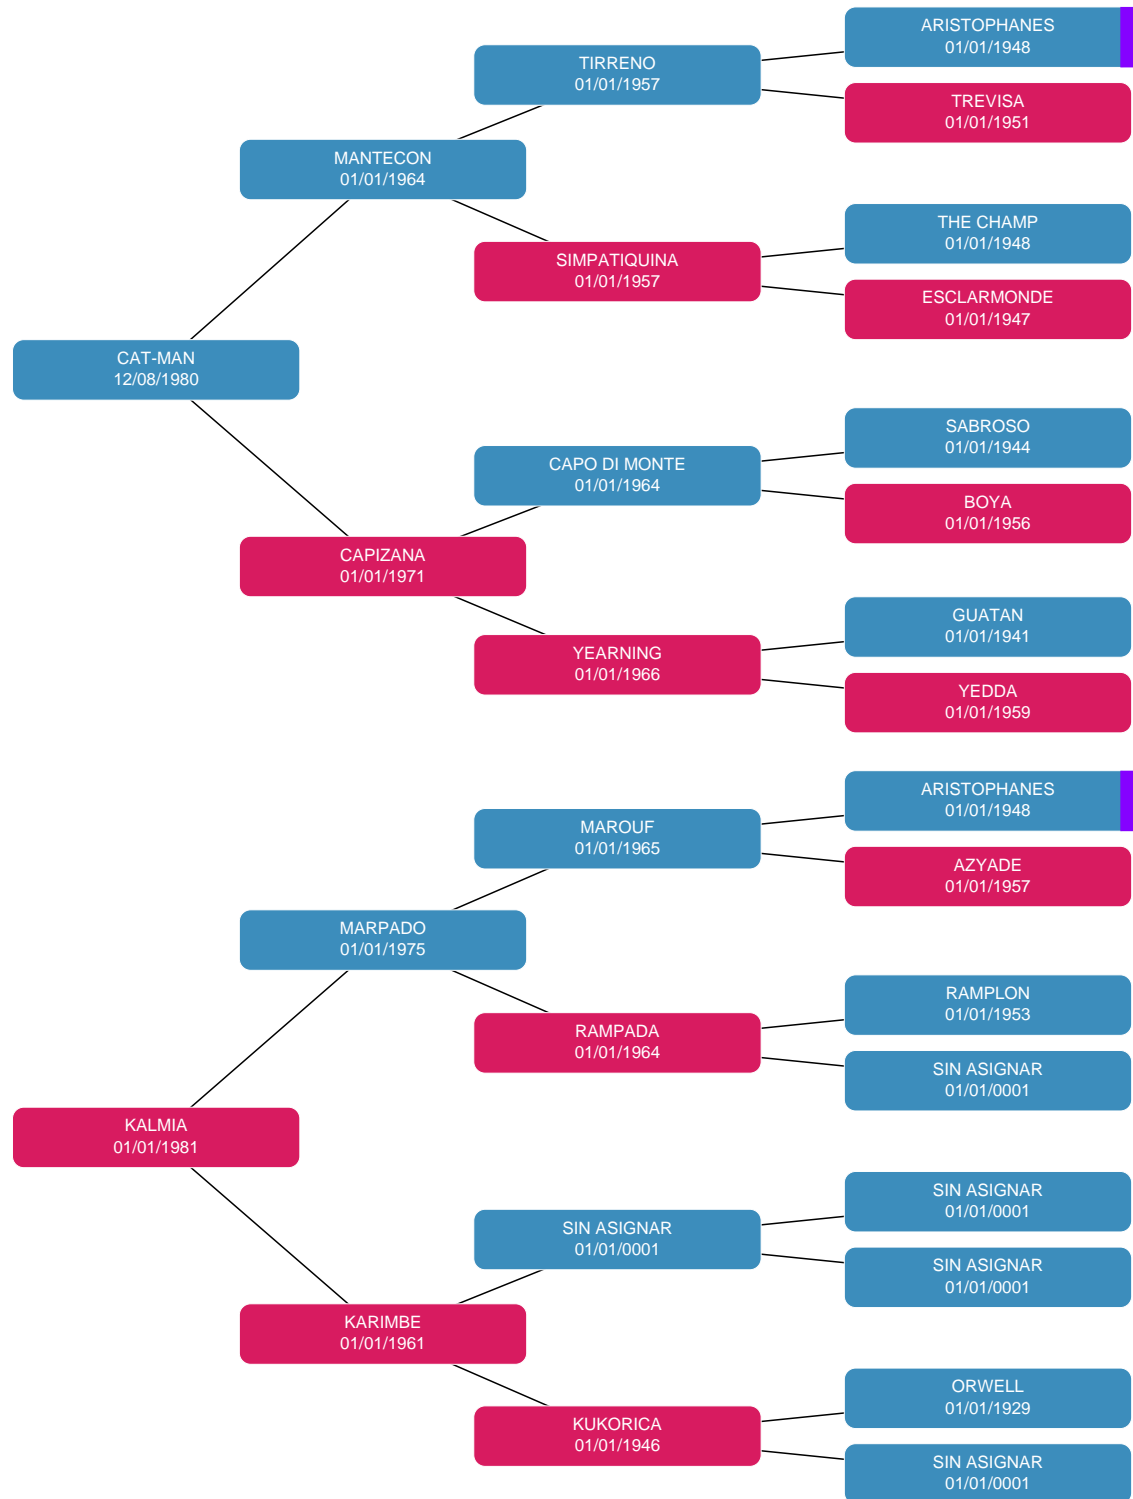 ARISTOPHANES
01/01/1948
TIRRENO
01/01/1957
TREVISA
01/01/1951
MANTECON
01/01/1964
THE CHAMP
01/01/1948
SIMPATIQUINA
01/01/1957
ESCLARMONDE
01/01/1947
CAT-MAN
12/08/1980
SABROSO
01/01/1944
CAPO DI MONTE
01/01/1964
BOYA
01/01/1956
CAPIZANA
01/01/1971
GUATAN
01/01/1941
YEARNING
01/01/1966
YEDDA
01/01/1959
ARISTOPHANES
01/01/1948
MAROUF
01/01/1965
AZYADE
01/01/1957
MARPADO
01/01/1975
RAMPLON
01/01/1953
RAMPADA
01/01/1964
SIN ASIGNAR
01/01/0001
KALMIA
01/01/1981
SIN ASIGNAR
01/01/0001
SIN ASIGNAR
01/01/0001
SIN ASIGNAR
01/01/0001
KARIMBE
01/01/1961
ORWELL
01/01/1929
KUKORICA
01/01/1946
SIN ASIGNAR
01/01/0001